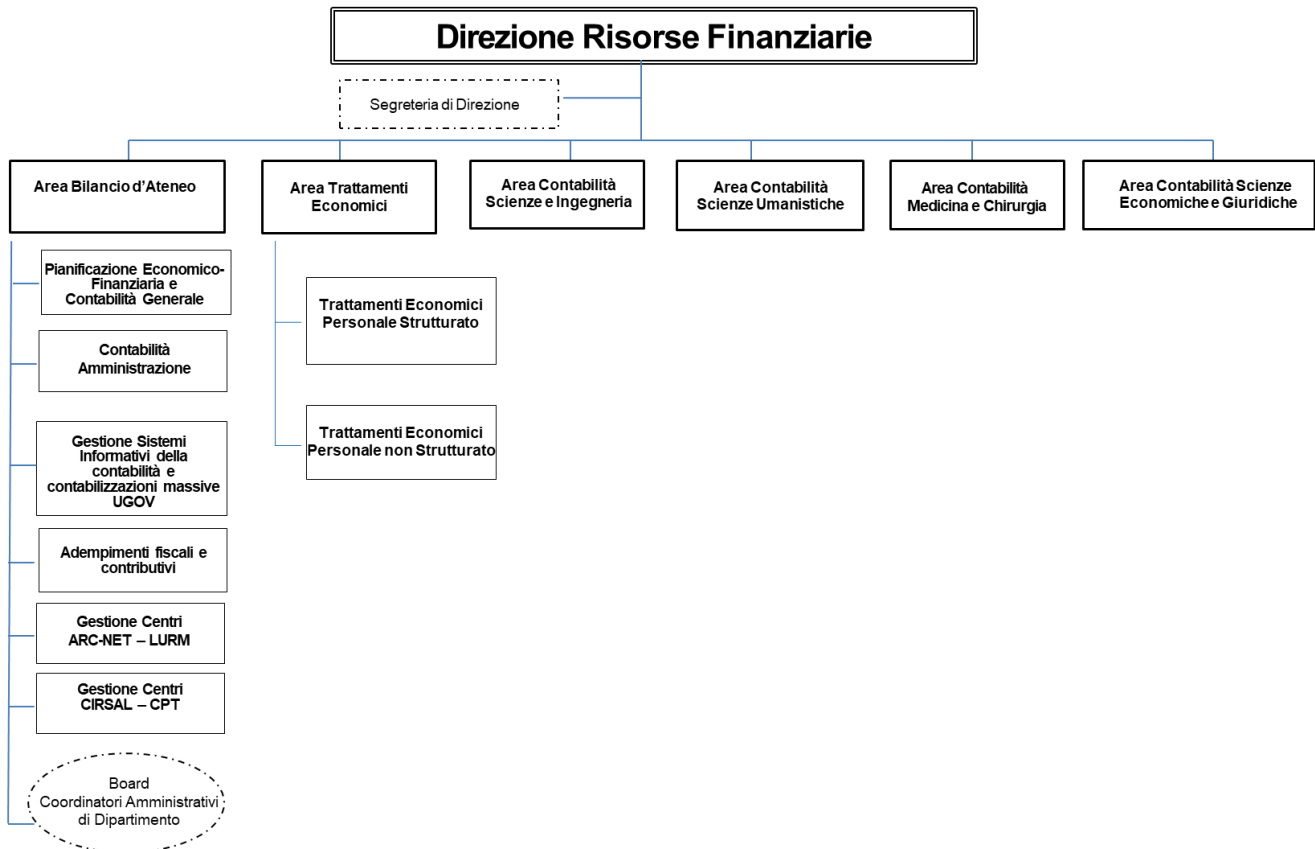 Direzione Risorse Finanziarie
Segreteria di Direzione
Area Bilancio d'Ateneo
Area Trattamenti
Economici
Area Contabilità
Scienze e Ingegneria
Area Contabilità
Scienze Umanistiche
Area Contabilità
Medicina e Chirurgia
Area Contabilità Scienze
Economiche e Giuridiche
Pianificazione Economico-
Finanziaria e
Contabilità Generale
Contabilità
Amministrazione
Gestione Sistemi
Informativi della
contabilità e
contabilizzazioni massive
UGOV
Adempimenti fiscali e
contributivi
Gestione Centri
ARC-NET – LURM
Gestione Centri
CIRSAL – CPT
Board
Coordinatori Amministrativi
di Dipartimento
Trattamenti Economici
Personale Strutturato
Trattamenti Economici
Personale non Strutturato